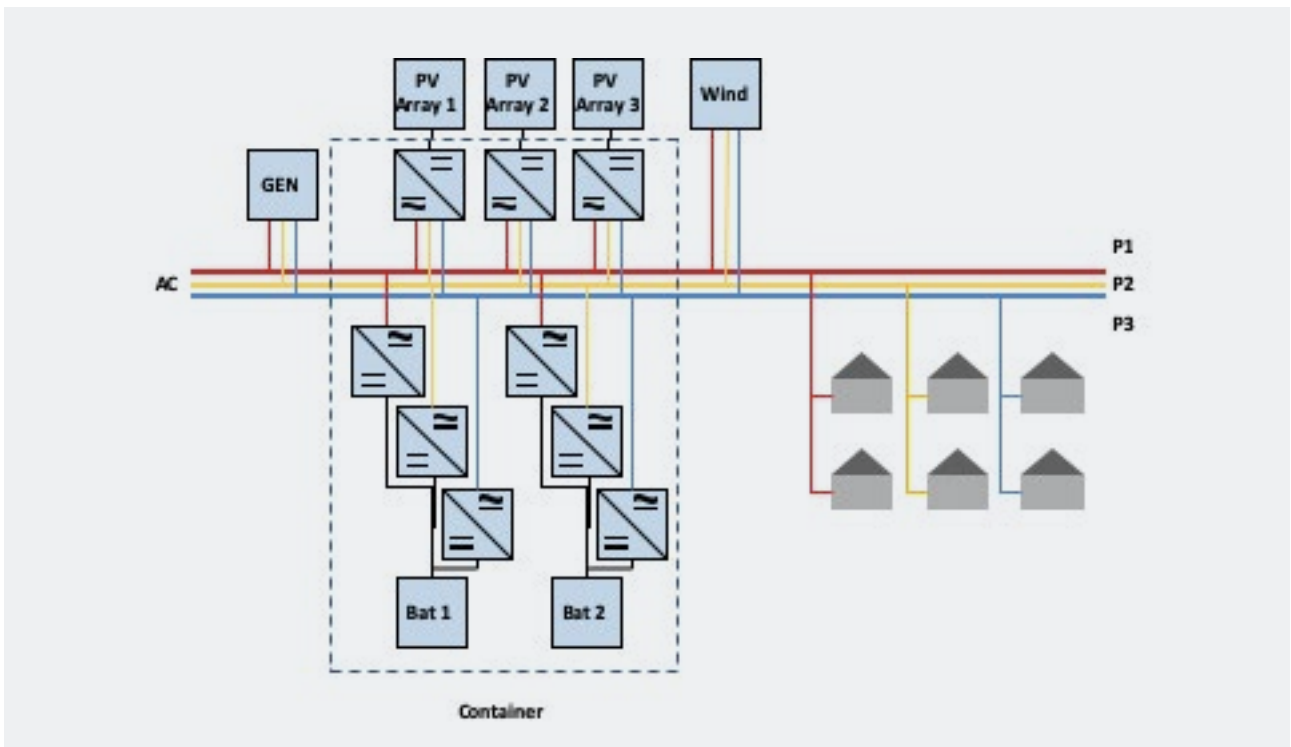 PV
Array 1
PV
Array 2
PV
Array 3
Wind
GEN
P1
AC
P2
P3
Bat 1
Bat 2
Container